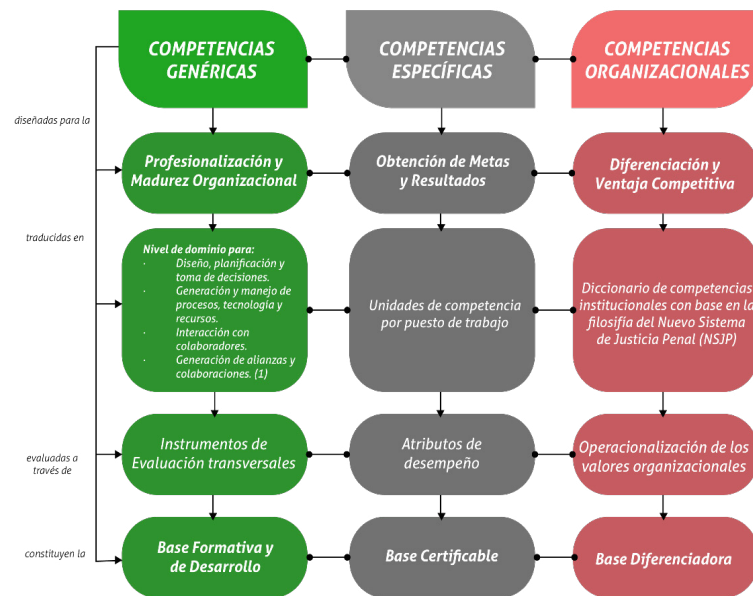 COMPETENCIAS
GENÉRICAS
COMPETENCIAS
ESPECÍFICAS
COMPETENCIAS
ORGANIZACIONALES
diseñadas para la
Profesionalización y
Madurez Organizacional
Obtención de Metas
y Resultados
Diferenciación y
Ventaja Competitiva
traducidas en
Nivel de dominio para:
· Diseño, planificación y
toma de decisiones.
· Generación y manejo de
procesos, tecnología y
recursos.
· Interacción con
colaboradores.
· Generación de alianzas y
colaboraciones. (1)
Unidades de competencia
por puesto de trabajo
Diccionario de competencias
institucionales con base en la
filosifía del Nuevo Sistema
de Justicia Penal (NSJP)
evaluadas a
través de
Instrumentos de
Evaluación transversales
Atributos de
desempeño
Operacionalización de los
valores organizacionales
constituyen la
Base Formativa y
de Desarrollo
Base Certificable
Base Diferenciadora